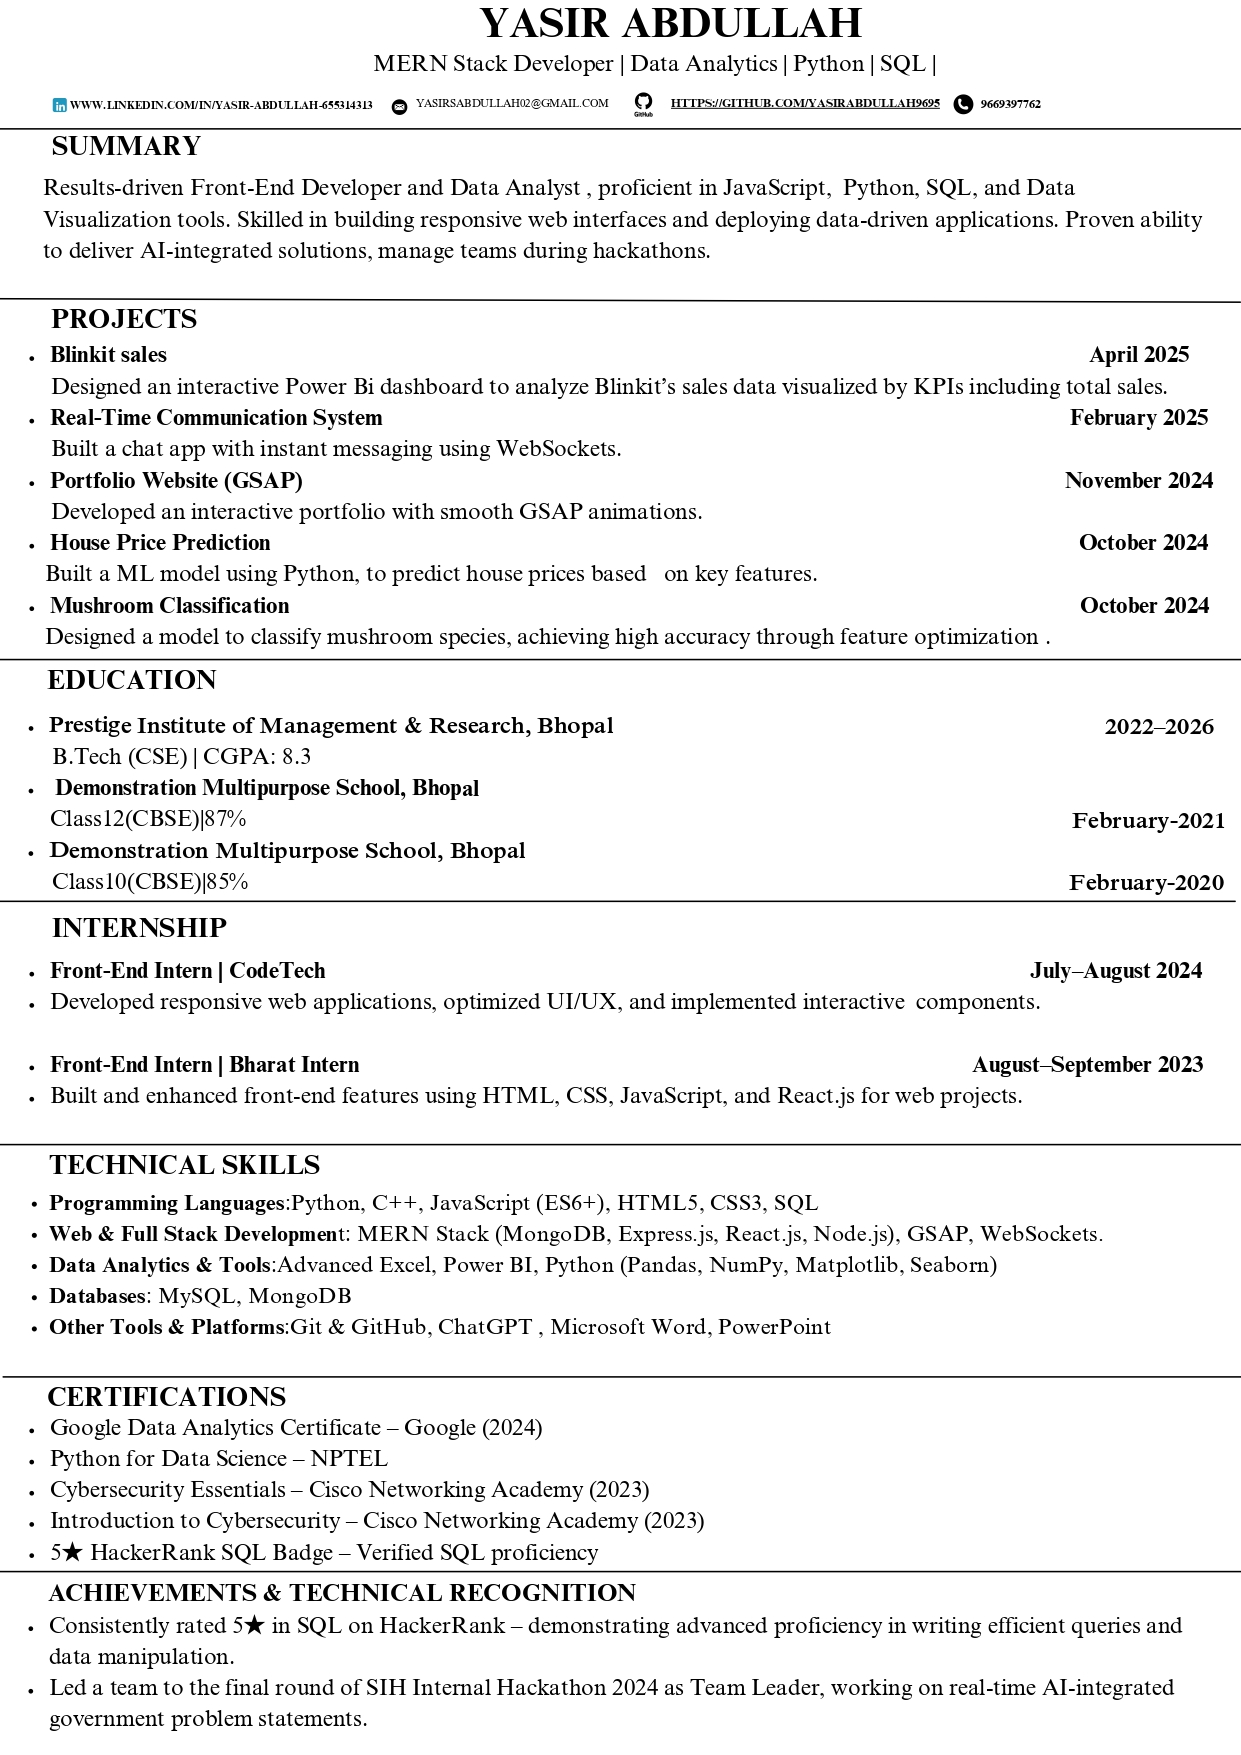 YASIR ABDULLAH
MERN Stack Developer | Data Analytics | Python | SQL |
WWW.LINKEDIN.COM/IN/YASIR-ABDULLAH-655314313 YASIRSABDULLAH02@GMAIL.COM GitHub HTTPS://GITHUB.COM/YASIRABDULLAH9695 9669397762
SUMMARY
Results-driven Front-End Developer and Data Analyst , proficient in JavaScript,  Python, SQL, and Data
Visualization tools. Skilled in building responsive web interfaces and deploying data-driven applications. Proven ability
to deliver AI-integrated solutions, manage teams during hackathons.
PROJECTS
• Blinkit sales April 2025
Designed an interactive Power Bi dashboard to analyze Blinkit’s sales data visualized by KPIs including total sales.
• Real-Time Communication System February 2025
Built a chat app with instant messaging using WebSockets.
• Portfolio Website (GSAP) November 2024
Developed an interactive portfolio with smooth GSAP animations.
• House Price Prediction October 2024
Built a ML model using Python, to predict house prices based   on key features.
• Mushroom Classification October 2024
Designed a model to classify mushroom species, achieving high accuracy through feature optimization .
EDUCATION
• Prestige Institute of Management & Research, Bhopal 2022–2026
B.Tech (CSE) | CGPA: 8.3
• Demonstration Multipurpose School, Bhopal
Class12(CBSE)|87% February-2021
• Demonstration Multipurpose School, Bhopal
Class10(CBSE)|85% February-2020
INTERNSHIP
• Front-End Intern | CodeTech July–August 2024
• Developed responsive web applications, optimized UI/UX, and implemented interactive  components.
• Front-End Intern | Bharat Intern August–September 2023
• Built and enhanced front-end features using HTML, CSS, JavaScript, and React.js for web projects.
TECHNICAL SKILLS
• Programming Languages:Python, C++, JavaScript (ES6+), HTML5, CSS3, SQL
• Web & Full Stack Development: MERN Stack (MongoDB, Express.js, React.js, Node.js), GSAP, WebSockets.
• Data Analytics & Tools:Advanced Excel, Power BI, Python (Pandas, NumPy, Matplotlib, Seaborn)
• Databases: MySQL, MongoDB
• Other Tools & Platforms:Git & GitHub, ChatGPT , Microsoft Word, PowerPoint
CERTIFICATIONS
• Google Data Analytics Certificate – Google (2024)
• Python for Data Science – NPTEL
• Cybersecurity Essentials – Cisco Networking Academy (2023)
• Introduction to Cybersecurity – Cisco Networking Academy (2023)
• 5★ HackerRank SQL Badge – Verified SQL proficiency
ACHIEVEMENTS & TECHNICAL RECOGNITION
• Consistently rated 5★ in SQL on HackerRank – demonstrating advanced proficiency in writing efficient queries and
data manipulation.
• Led a team to the final round of SIH Internal Hackathon 2024 as Team Leader, working on real-time AI-integrated
government problem statements.